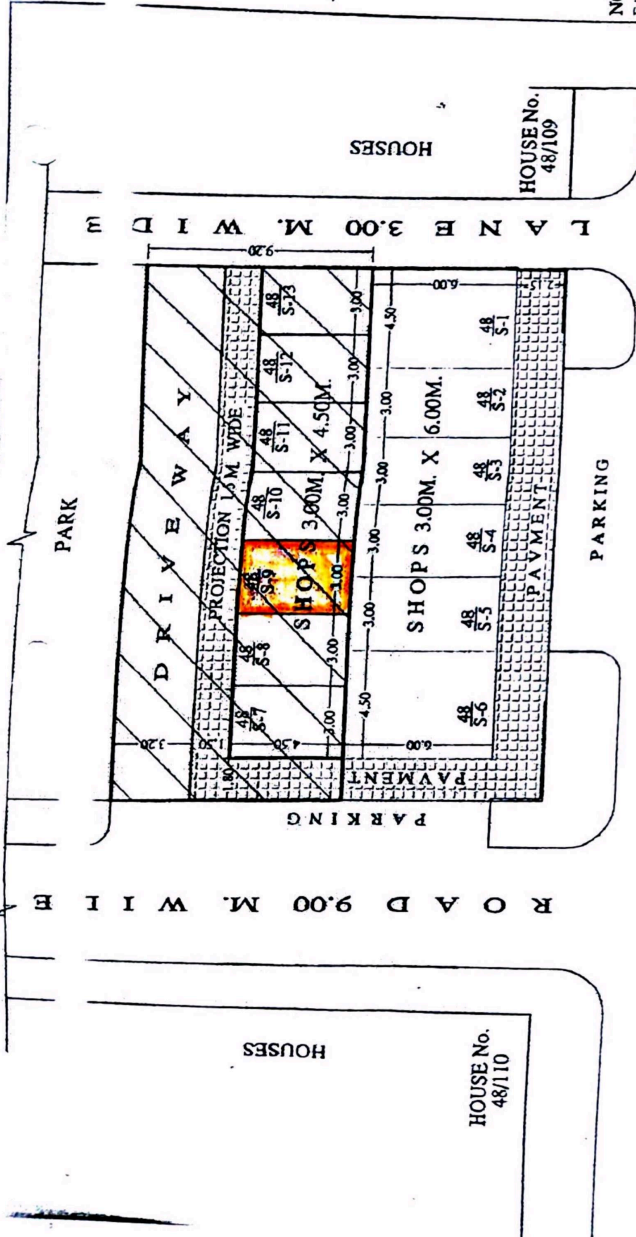 PARK
HOUSES
HOUSE No.
48/109
LANE 3.00 M. WIDE
D R I V E W A Y
PROJECTION 1.5 M. WIDE
9.20
48
S-7
48
S-8
48
S-9
48
S-10
48
S-11
48
S-12
48
S-13
SHOPS 3.00M. X 4.50M.
3.20
1.50
4.50
1.80
3.00
3.00
3.00
3.00
3.00
3.00
3.00
4.50
3.00
3.00
3.00
3.00
4.50
SHOPS 3.00M. X 6.00M.
6.00
6.00
2.15
48
S-6
48
S-5
48
S-4
48
S-3
48
S-2
48
S-1
PAVMENT
PAVMENT
PARKING
PARKING
ROAD 9.00 M. WIDE
HOUSES
HOUSE No.
48/110